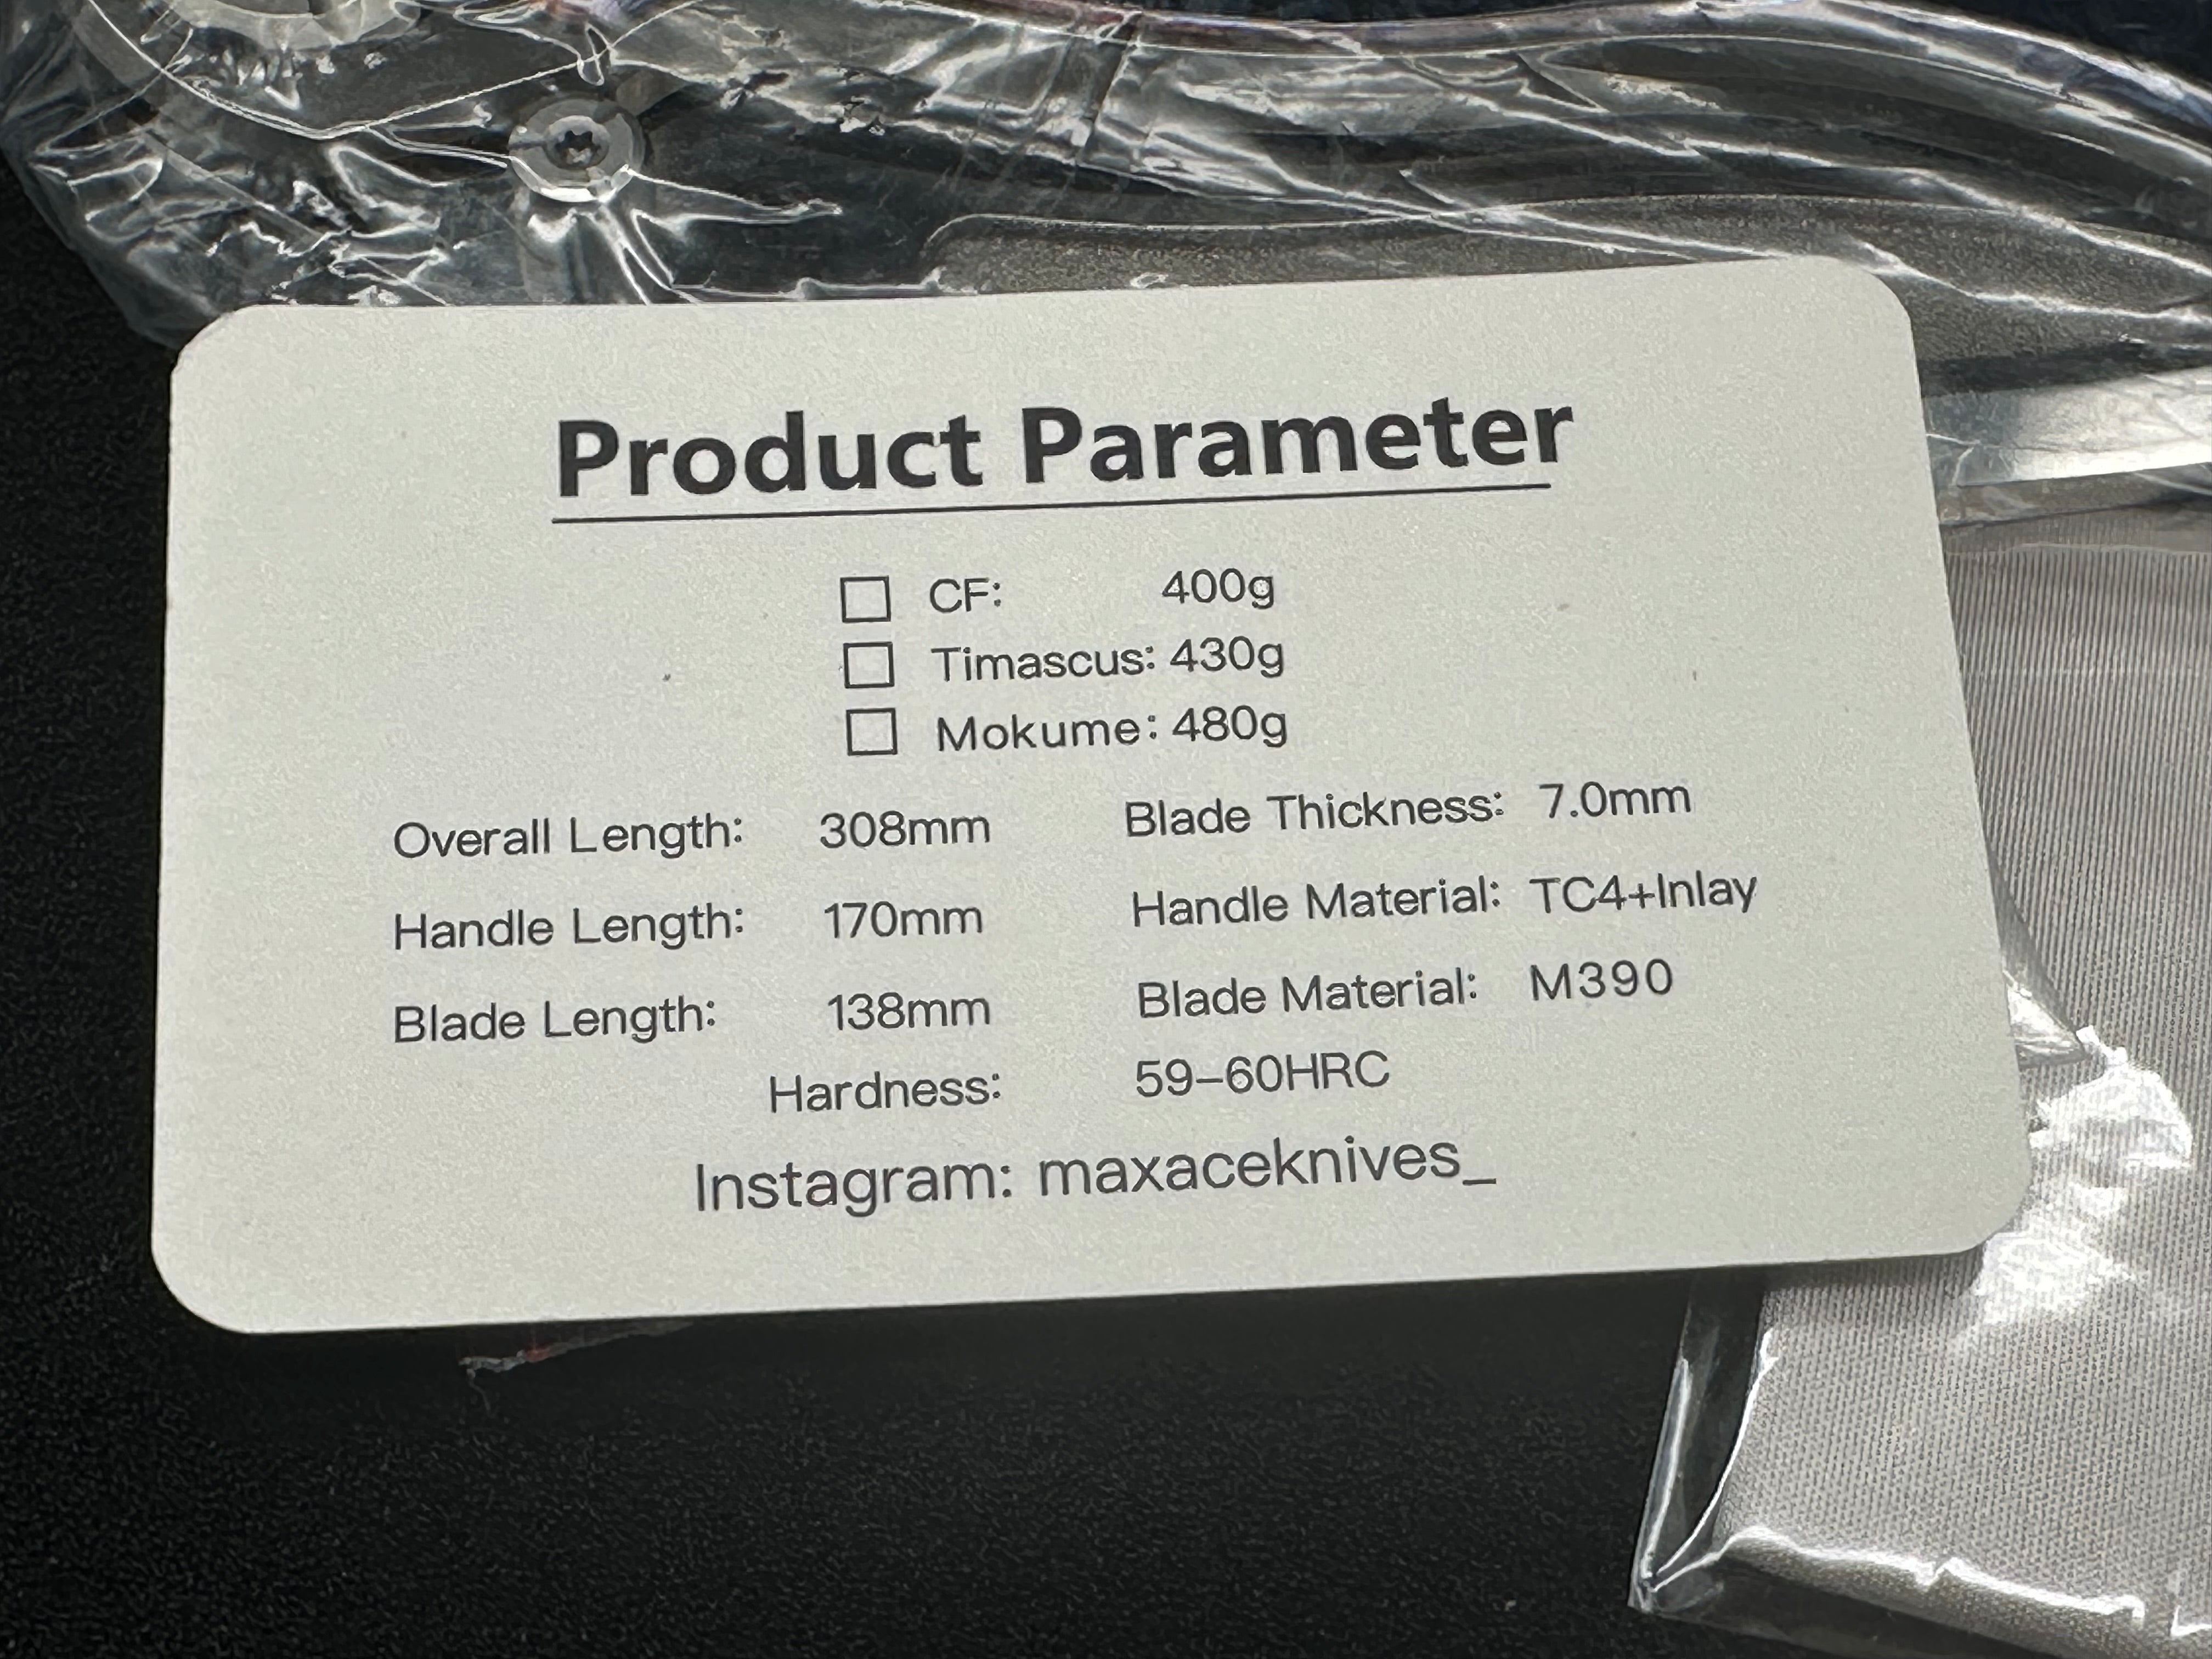 Product Parameter
☐ CF: 400g
☐ Timascus: 430g
☐ Mokume: 480g
Overall Length: 308mm Blade Thickness: 7.0mm
Handle Length: 170mm Handle Material: TC4+Inlay
Blade Length: 138mm Blade Material: M390
Hardness: 59–60HRC
Instagram: maxaceknives_